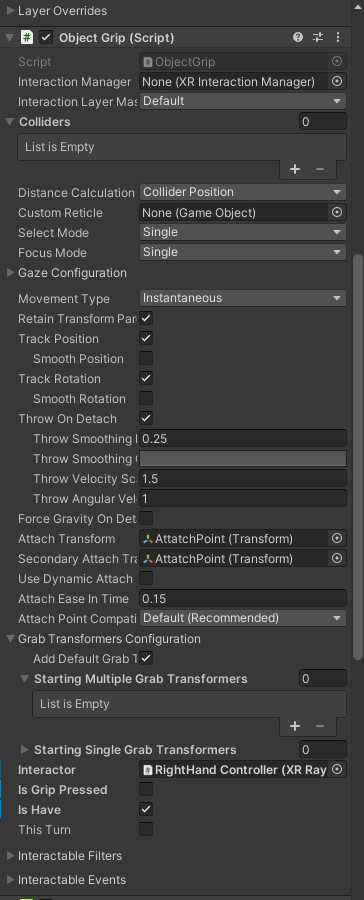 Layer Overrides
# Object Grip (Script)
Script # ObjectGrip
Interaction Manager None (XR Interaction Manager)
Interaction Layer Mas Default
Colliders 0
List is Empty
+ −
Distance Calculation Collider Position
Custom Reticle None (Game Object)
Select Mode Single
Focus Mode Single
Gaze Configuration
Movement Type Instantaneous
Retain Transform Par
Track Position
Smooth Position
Track Rotation
Smooth Rotation
Throw On Detach
Throw Smoothing 0.25
Throw Smoothing
Throw Velocity Sc 1.5
Throw Angular Vel 1
Force Gravity On Det
Attach Transform AttatchPoint (Transform)
Secondary Attach Tra AttatchPoint (Transform)
Use Dynamic Attach
Attach Ease In Time 0.15
Attach Point Compati Default (Recommended)
Grab Transformers Configuration
Add Default Grab T
Starting Multiple Grab Transformers 0
List is Empty
+ −
Starting Single Grab Transformers 0
Interactor # RightHand Controller (XR Ray
Is Grip Pressed
Is Have
This Turn
Interactable Filters
Interactable Events